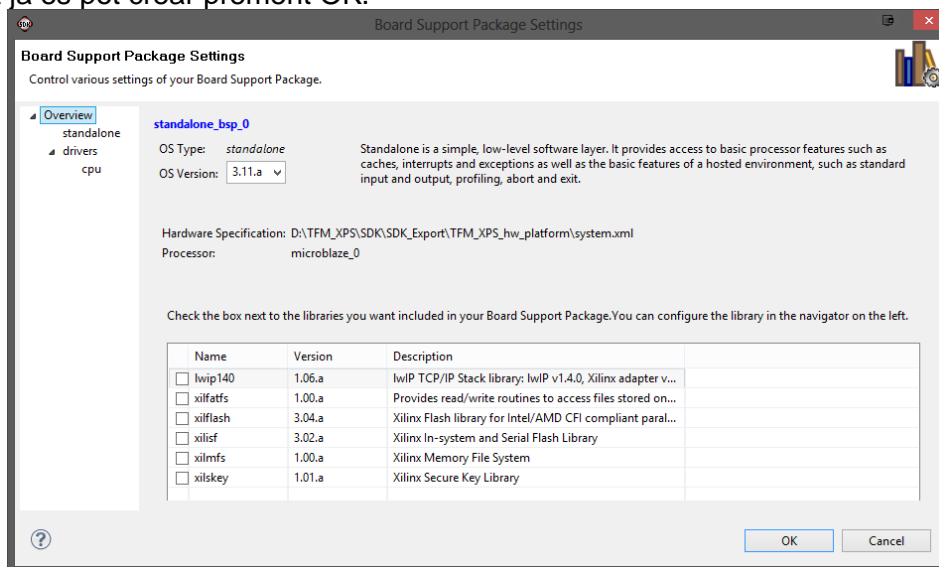 ja es pot crear prement OK.
SDK
Board Support Package Settings
Board Support Package Settings
Control various settings of your Board Support Package.
Overview
standalone
drivers
cpu
standalone_bsp_0
OS Type: standalone
OS Version: 3.11.a
Standalone is a simple, low-level software layer. It provides access to basic processor features such as
caches, interrupts and exceptions as well as the basic features of a hosted environment, such as standard
input and output, profiling, abort and exit.
Hardware Specification: D:\TFM_XPS\SDK\SDK_Export\TFM_XPS_hw_platform\system.xml
Processor: microblaze_0
Check the box next to the libraries you want included in your Board Support Package.You can configure the library in the navigator on the left.
Name Version Description
lwip140 1.06.a lwIP TCP/IP Stack library: lwIP v1.4.0, Xilinx adapter v...
xilfatfs 1.00.a Provides read/write routines to access files stored on...
xilflash 3.04.a Xilinx Flash library for Intel/AMD CFI compliant paral...
xilisf 3.02.a Xilinx In-system and Serial Flash Library
xilmfs 1.00.a Xilinx Memory File System
xilskey 1.01.a Xilinx Secure Key Library
OK Cancel